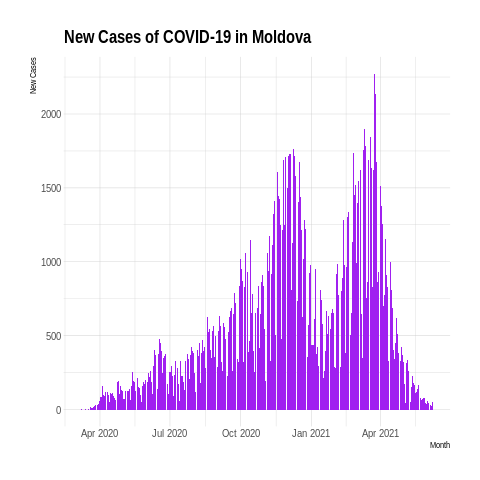 New Cases of COVID-19 in Moldova
New Cases
2000
1500
1000
500
0
Apr 2020 Jul 2020 Oct 2020 Jan 2021 Apr 2021
Month